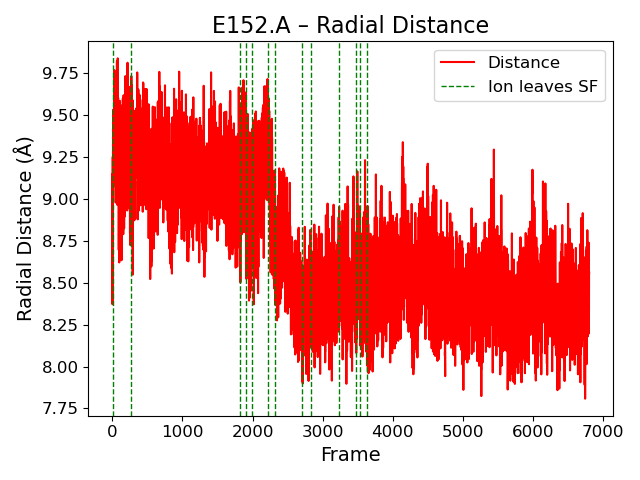 E152.A – Radial Distance
Distance
Ion leaves SF
Radial Distance (Å)
9.75
9.50
9.25
9.00
8.75
8.50
8.25
8.00
7.75
0 1000 2000 3000 4000 5000 6000 7000
Frame